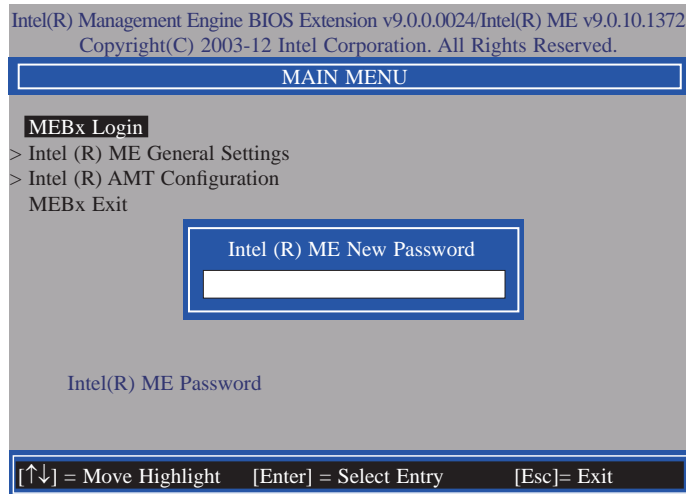 Intel(R) Management Engine BIOS Extension v9.0.0.0024/Intel(R) ME v9.0.10.1372
Copyright(C) 2003-12 Intel Corporation. All Rights Reserved.
MAIN MENU
MEBx Login
> Intel (R) ME General Settings
> Intel (R) AMT Configuration
MEBx Exit
Intel (R) ME New Password
Intel(R) ME Password
[↑↓] = Move Highlight [Enter] = Select Entry [Esc]= Exit